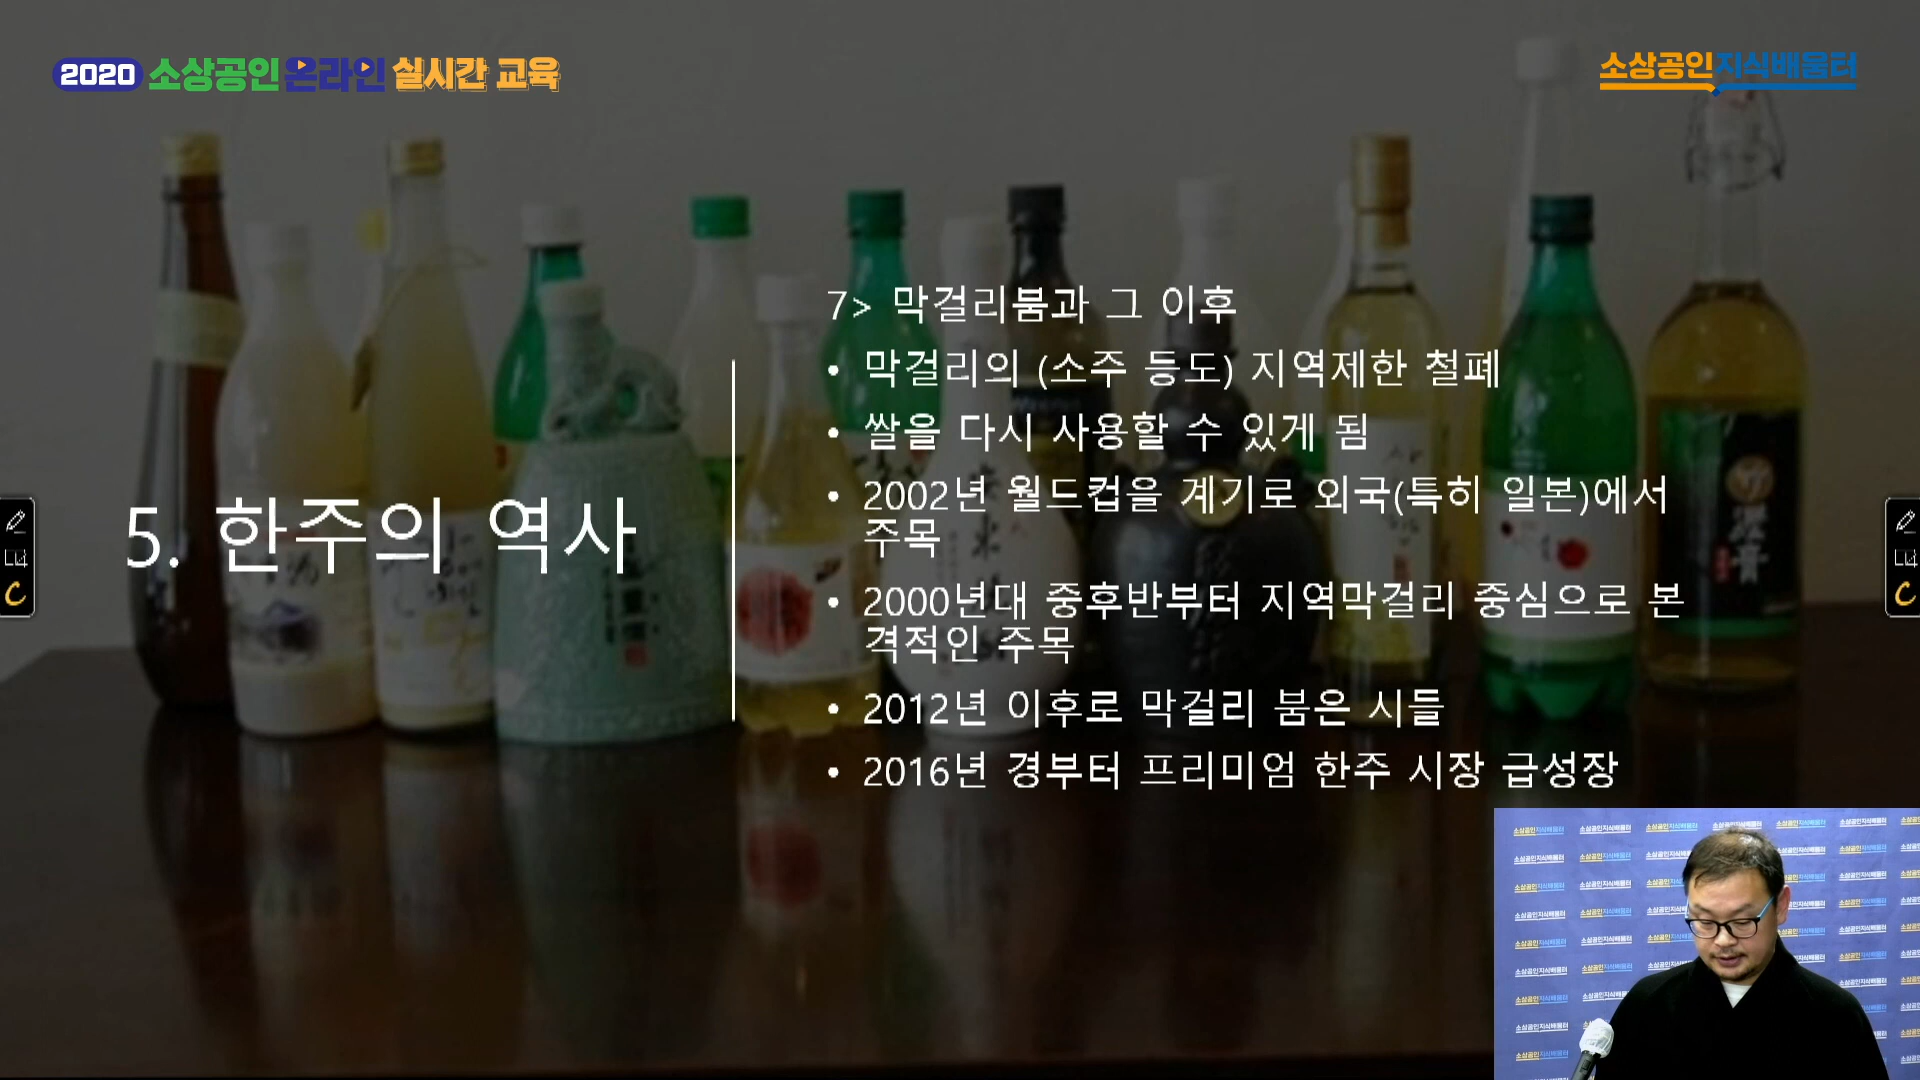 2020 소상공인 온라인 실시간 교육
소상공인지식배움터
5. 한주의 역사
7> 막걸리붐과 그 이후
• 막걸리의 (소주 등도) 지역제한 철폐
• 쌀을 다시 사용할 수 있게 됨
• 2002년 월드컵을 계기로 외국(특히 일본)에서
주목
• 2000년대 중후반부터 지역막걸리 중심으로 본
격적인 주목
• 2012년 이후로 막걸리 붐은 시들
• 2016년 경부터 프리미엄 한주 시장 급성장